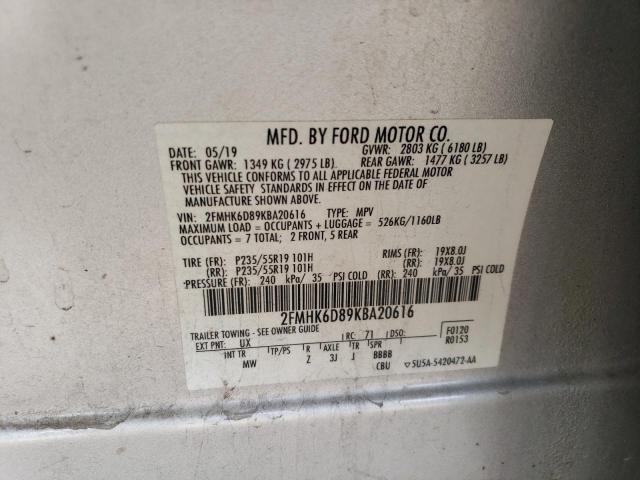 MFD. BY FORD MOTOR CO.
DATE: 05/19 GVWR: 2803 KG ( 6180 LB)
FRONT GAWR: 1349 KG ( 2975 LB) REAR GAWR: 1477 KG ( 3257 LB)
THIS VEHICLE CONFORMS TO ALL APPLICABLE FEDERAL MOTOR
VEHICLE SAFETY STANDARDS IN EFFECT ON THE DATE OF
MANUFACTURE SHOWN ABOVE.
VIN: 2FMHK6D89KBA20616 TYPE: MPV
MAXIMUM LOAD = OCCUPANTS + LUGGAGE = 526KG/1160LB
OCCUPANTS = 7 TOTAL; 2 FRONT, 5 REAR
TIRE (FR): P235/55R19 101H RIMS (FR): 19X8.0J
(RR): P235/55R19 101H (RR): 19X8.0J
PRESSURE (FR): 240 kPa/ 35 PSI COLD (RR): 240 kPa/ 35 PSI COLD
2FMHK6D89KBA20616
TRAILER TOWING - SEE OWNER GUIDE
EXT PNT: UX RC: 71 DSO: F0120
INT TR TP/PS R AXLE TR SPR R0153
MW Z 3J J BBBB
CBU 5U5A-5420472-AA